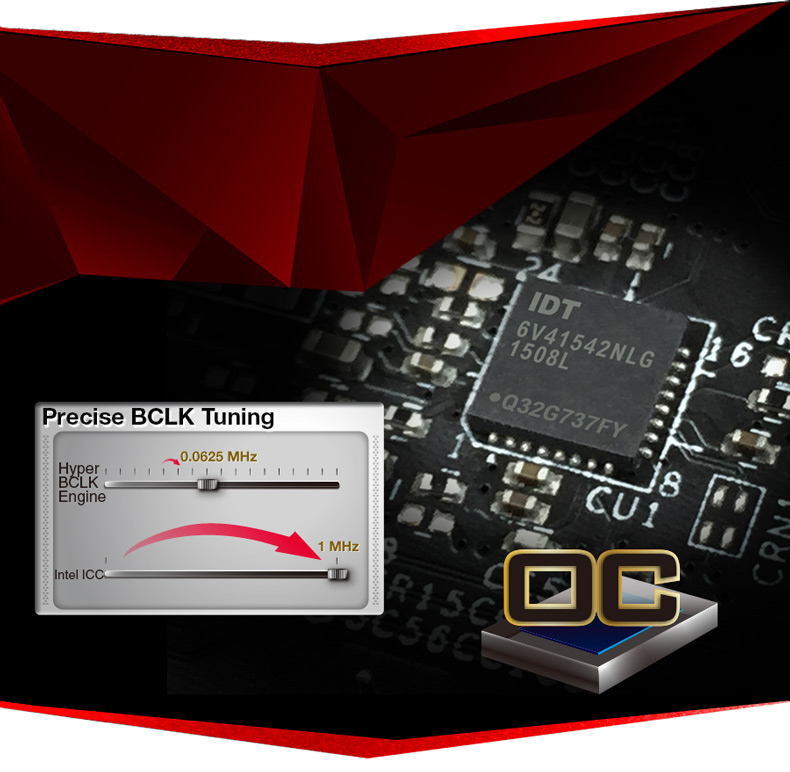 24
IDT
6V41542NLG
1508L
Q32G737FY
16
1
8
CU1
CRN1
Precise BCLK Tuning
0.0625 MHz
Hyper
BCLK
Engine
1 MHz
Intel ICC
OC